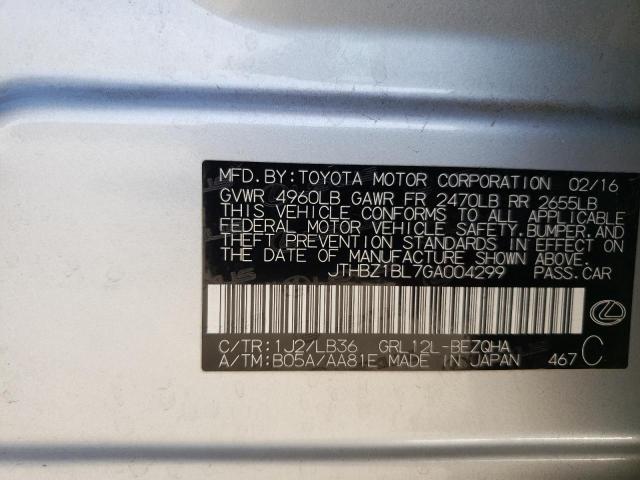 MFD.BY:TOYOTA MOTOR CORPORATION 02/16
GVWR 4960LB GAWR FR 2470LB RR 2655LB
THIS VEHICLE CONFORMS TO ALL APPLICABLE
FEDERAL MOTOR VEHICLE SAFETY,BUMPER,AND
THEFT PREVENTION STANDARDS IN EFFECT ON
THE DATE OF MANUFACTURE SHOWN ABOVE.
JTHBZ1BL7GA004299 PASS.CAR
C/TR:1J2/LB36 GRL12L-BEZQHA
A/TM:B05A/AA81E MADE IN JAPAN 467 C